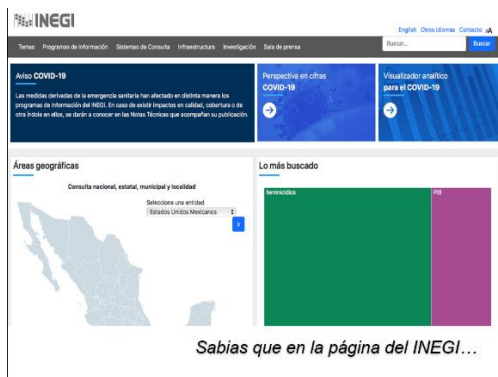 INEGI
English Otros idiomas Contacto AA
Temas Programas de información Sistemas de Consulta Infraestructura Investigación Sala de prensa
Buscar... Buscar
Aviso COVID-19
Las medidas derivadas de la emergencia sanitaria han afectado en distinta manera los
programas de información del INEGI. En caso de existir impactos en calidad, cobertura o de
otra índole en ellos, se darán a conocer en las Notas Técnicas que acompañan su publicación.
Perspectiva en cifras
COVID-19
Visualizador analítico
para el COVID-19
Áreas geográficas
Consulta nacional, estatal, municipal y localidad
Selecciona una entidad
Estados Unidos Mexicanos
Ir
Lo más buscado
feminicidios
PIB
Sabias que en la página del INEGI…